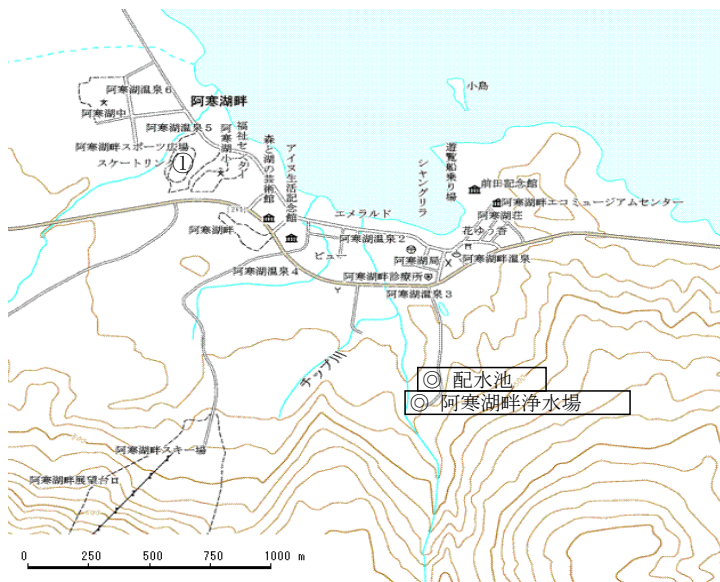 小島
阿寒湖温泉6
阿寒湖畔
阿寒湖中
阿寒湖温泉5
福祉センター
阿寒湖小
阿寒湖畔スポーツ広場
スケートリン
①
森と湖の芸術館
アイヌ生活記念館
遊覧船乗り場
シャングリラ
前田記念館
阿寒湖畔エコミュージアムセンター
阿寒湖荘
エメラルド
花ゆう香
阿寒湖畔
阿寒湖温泉2
ビュー
阿寒湖局
阿寒湖畔温泉
阿寒湖温泉4
阿寒湖畔診療所
阿寒湖温泉3
チップ川
◎ 配水池
◎ 阿寒湖畔浄水場
阿寒湖畔スキー場
阿寒湖畔展望台
0 250 500 750 1000 m